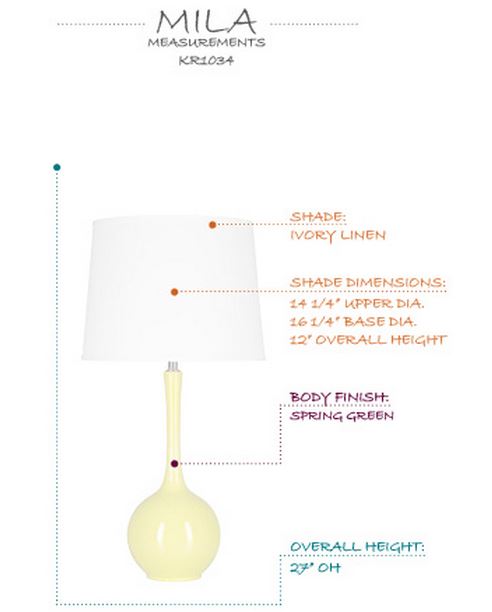 MILA
MEASUREMENTS
KR1034
SHADE:
IVORY LINEN
SHADE DIMENSIONS:
14 1/4" UPPER DIA.
16 1/4" BASE DIA.
12" OVERALL HEIGHT
BODY FINISH:
SPRING GREEN
OVERALL HEIGHT:
27" OH